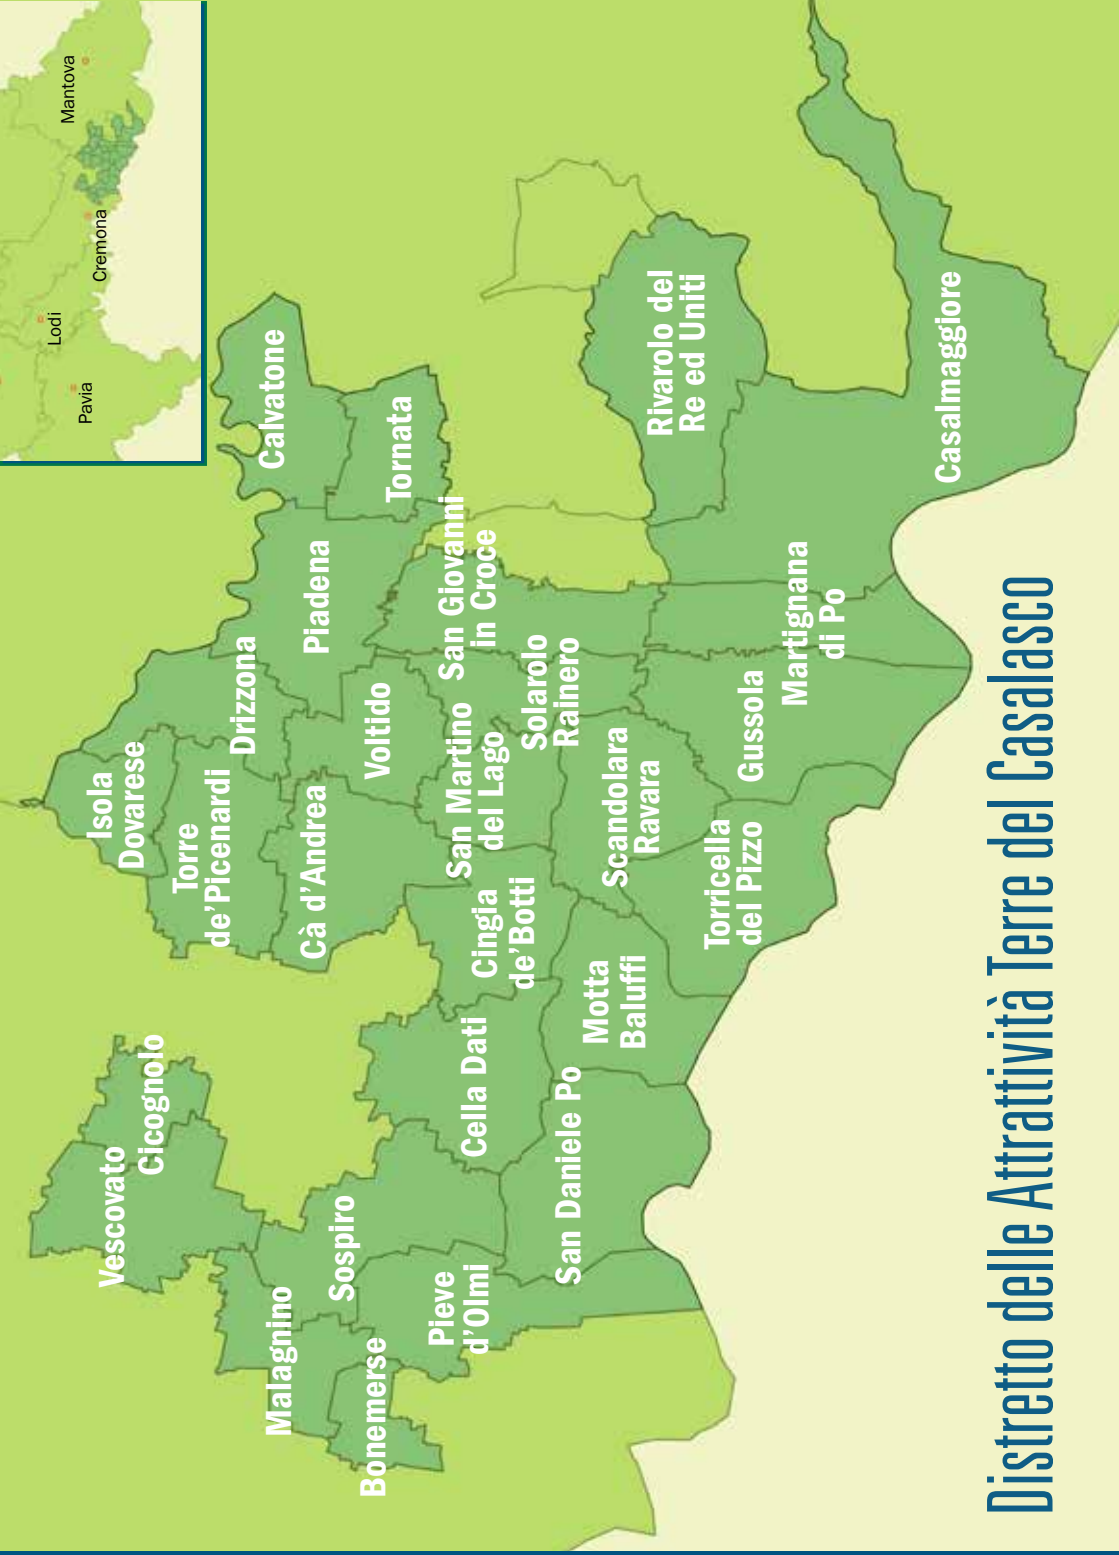 Pavia
Lodi
Cremona
Mantova
Vescovato
Cicognolo
Isola
Dovarese
Torre
de'Picenardi
Drizzona
Calvatone
Malagnino
Cà d'Andrea
Piadena
Sospiro
Bonemerse
Voltido
Tornata
Pieve
d'Olmi
Cella Dati
Cingia
de'Botti
San Martino
del Lago
San Giovanni
in Croce
Solarolo
Rainero
San Daniele Po
Motta
Baluffi
Scandolara
Ravara
Rivarolo del
Re ed Uniti
Torricella
del Pizzo
Gussola
Martignana
di Po
Casalmaggiore
Distretto delle Attrattività Terre del Casalasco